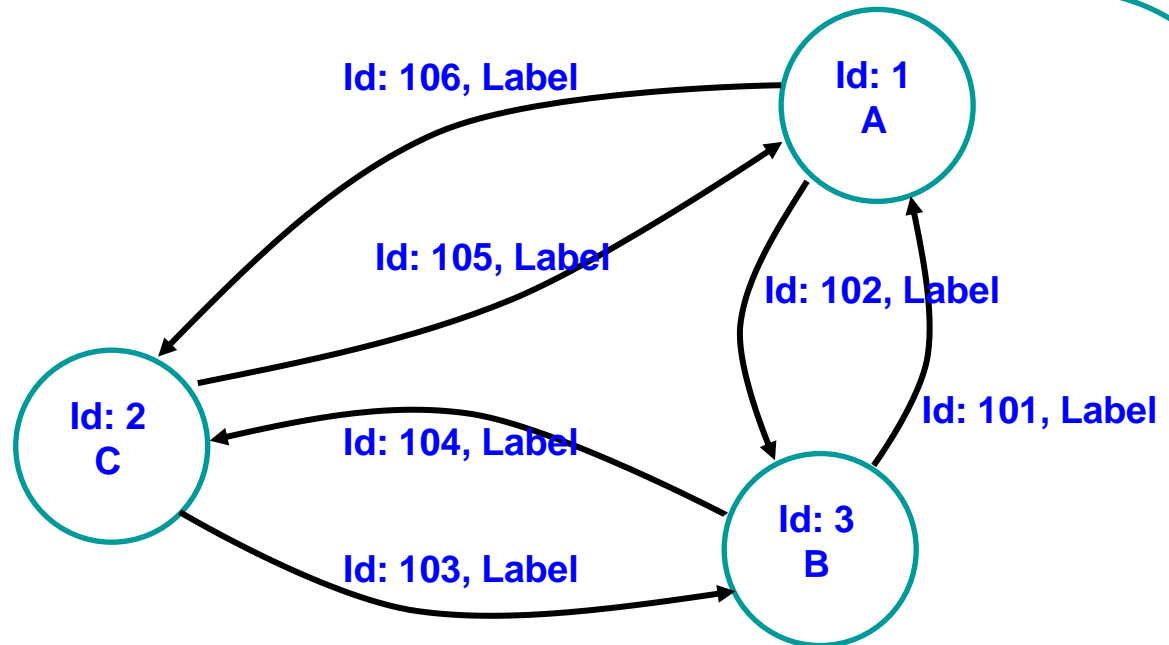 Id: 106, Label
Id: 1
A
Id: 105, Label
Id: 102, Label
Id: 101, Label
Id: 2
C
Id: 104, Label
Id: 3
B
Id: 103, Label